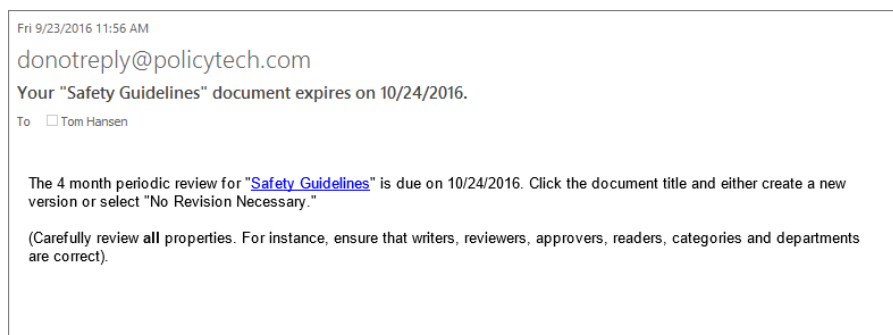 Fri 9/23/2016 11:56 AM
donotreply@policytech.com
Your "Safety Guidelines" document expires on 10/24/2016.
To Tom Hansen
The 4 month periodic review for "Safety Guidelines" is due on 10/24/2016. Click the document title and either create a new
version or select "No Revision Necessary."
(Carefully review all properties. For instance, ensure that writers, reviewers, approvers, readers, categories and departments
are correct).